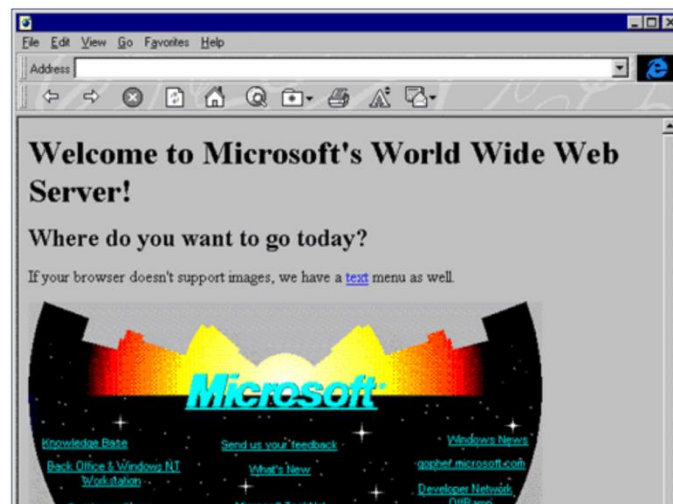 File Edit View Go Favorites Help
Address
Welcome to Microsoft's World Wide Web
Server!
Where do you want to go today?
If your browser doesn't support images, we have a text menu as well.
Microsoft
Knowledge Base
Send us your feedback
Windows News
Back Office & Windows NT
Workstation
What's New
gopher.microsoft.com
Developer Network